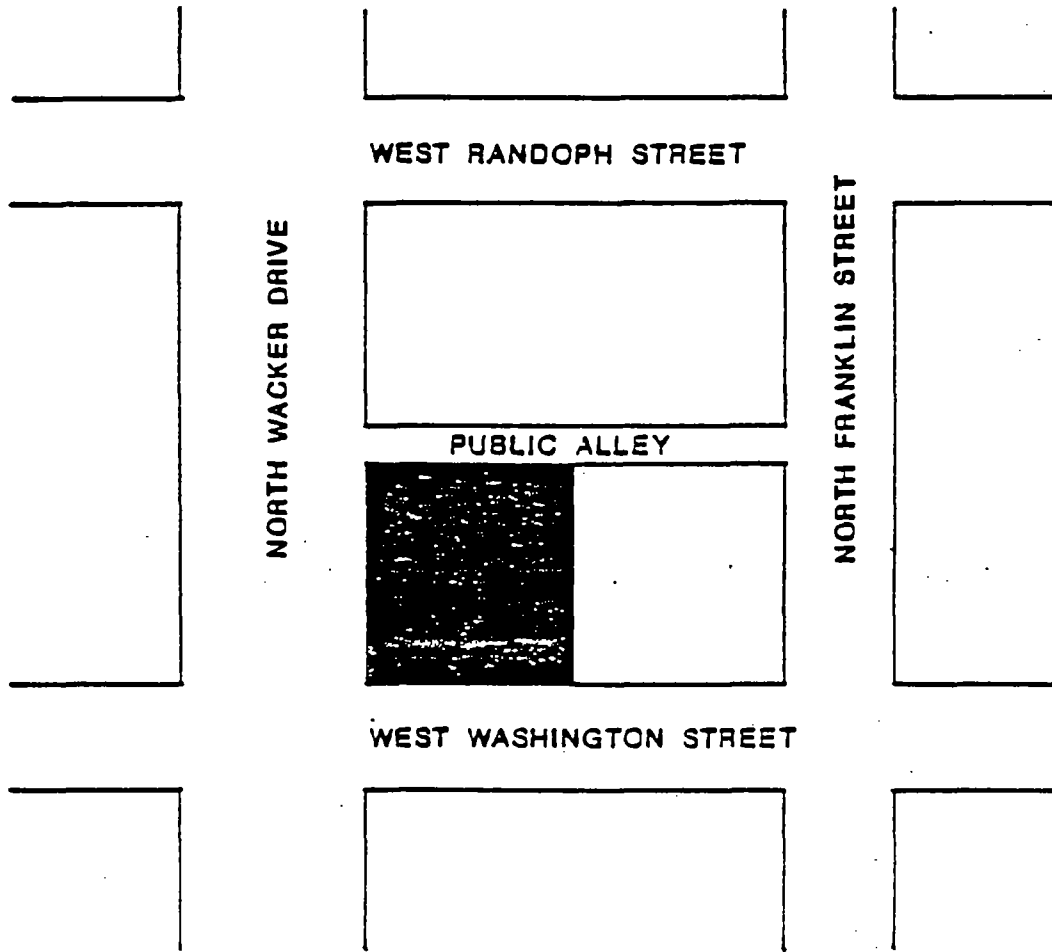 WEST RANDOPH STREET
NORTH WACKER DRIVE
NORTH FRANKLIN STREET
PUBLIC ALLEY
WEST WASHINGTON STREET